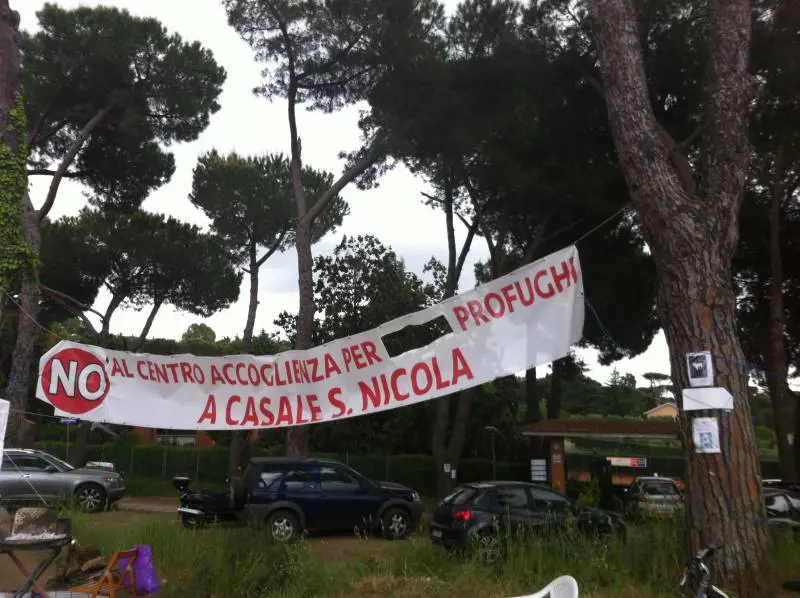 NO AL CENTRO ACCOGLIENZA PER PROFUGHI
A CASALE S. NICOLA